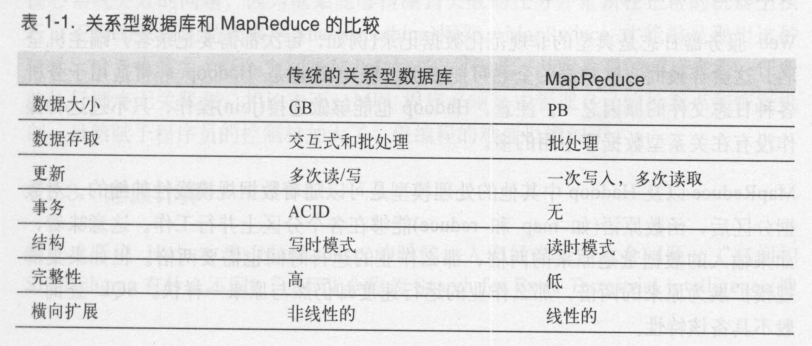 表 1-1. 关系型数据库和 MapReduce 的比较
传统的关系型数据库 MapReduce
数据大小 GB PB
数据存取 交互式和批处理 批处理
更新 多次读/写 一次写入，多次读取
事务 ACID 无
结构 写时模式 读时模式
完整性 高 低
横向扩展 非线性的 线性的